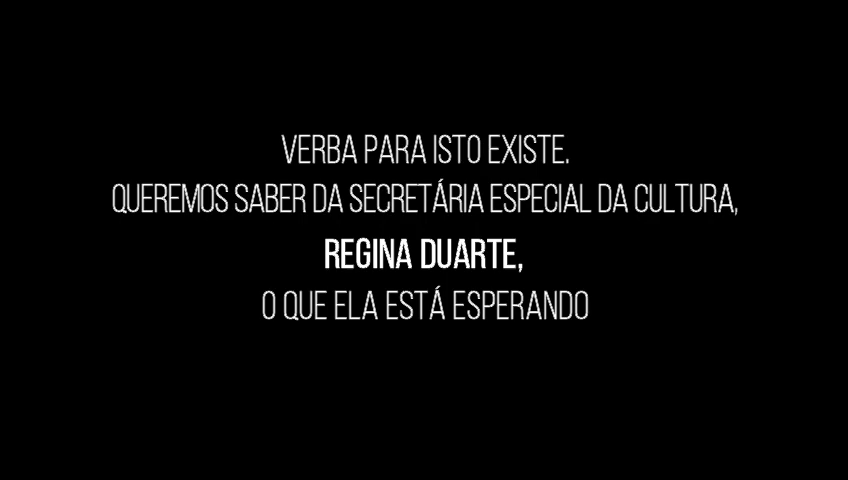 VERBA PARA ISTO EXISTE.
QUEREMOS SABER DA SECRETÁRIA ESPECIAL DA CULTURA,
REGINA DUARTE,
O QUE ELA ESTÁ ESPERANDO